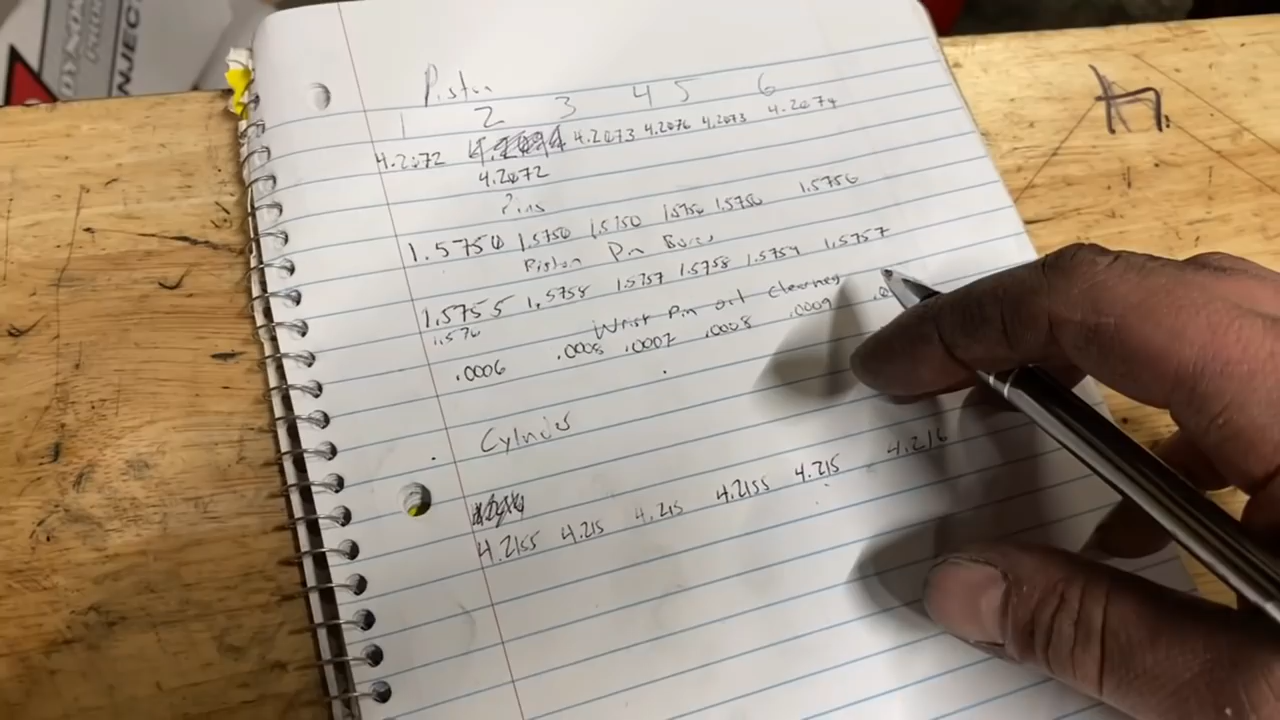 Piston
1 2 3 4 5 6
4.2072 4.2073 4.2076 4.2073 4.2074
4.2072
Pins
1.5750 1.5750 1.5750 1.5750 1.5750 1.5750
Piston Pin Bores
1.5755 1.5758 1.5757 1.5758 1.5759 1.5757
1.570
Wrist Pin oil
.0006 .0008 .0007 .0008 .0009
Cylinder
4.2155 4.215 4.215 4.2155 4.215 4.216